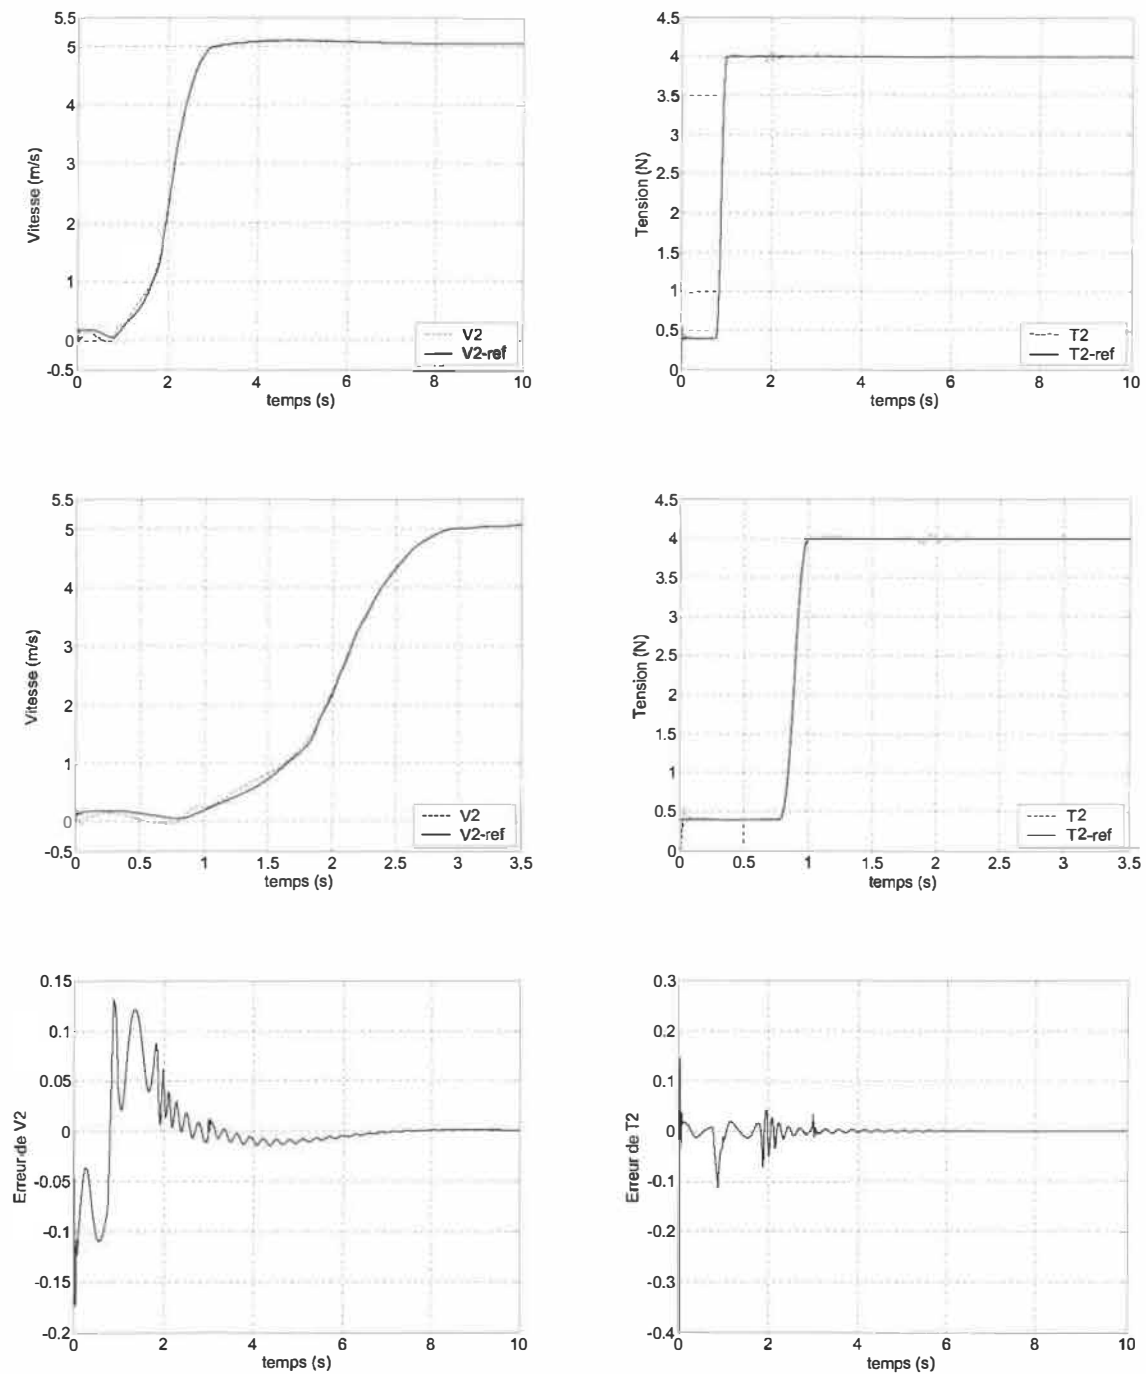 5.5
5
4
3
2
1
0
-0.5
Vitesse (m/s)
V2
V2-ref
0 2 4 6 8 10
temps (s)
4.5
4
3.5
3
2.5
2
1.5
1
0.5
0
Tension (N)
T2
T2-ref
0 2 4 6 8 10
temps (s)
5.5
5
4
3
2
1
0
-0.5
Vitesse (m/s)
V2
V2-ref
0 0.5 1 1.5 2 2.5 3 3.5
temps (s)
4.5
4
3.5
3
2.5
2
1.5
1
0.5
0
Tension (N)
T2
T2-ref
0 0.5 1 1.5 2 2.5 3 3.5
temps (s)
0.15
0.1
0.05
0
-0.05
-0.1
-0.15
-0.2
Erreur de V2
0 2 4 6 8 10
temps (s)
0.3
0.2
0.1
0
-0.1
-0.2
-0.3
-0.4
Erreur de T2
0 2 4 6 8 10
temps (s)